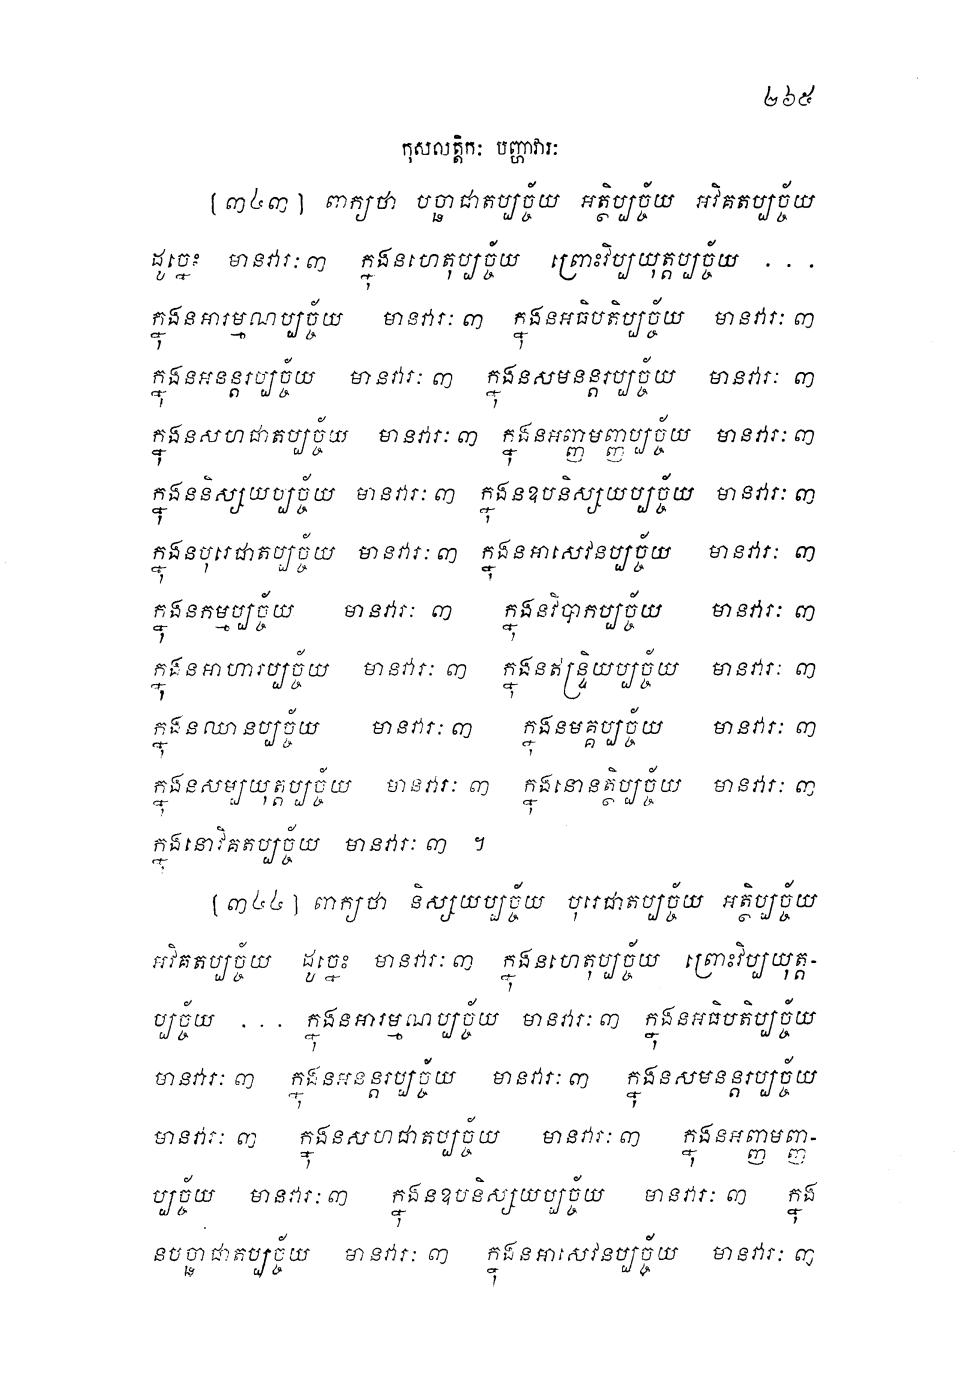 ២៦៥
កុសលត្តិក: បញ្ហាវារ:
[៣៤៣] ពាក្យថា បច្ឆាជាតប្បច្ច័យ អត្ថិប្បច្ច័យ អវិគតប្បច្ច័យ
ដូច្នេះ មានវារ: ៣ ក្នុងនហេតុប្បច្ច័យ ព្រោះវិប្បយុត្តប្បច្ច័យ . . .
ក្នុងនអារម្មណប្បច្ច័យ មានវារ: ៣ ក្នុងនអធិបតិប្បច្ច័យ មានវារ: ៣
ក្នុងនអនន្តរប្បច្ច័យ មានវារ: ៣ ក្នុងនសមនន្តរប្បច្ច័យ មានវារ: ៣
ក្នុងនសហជាតប្បច្ច័យ មានវារ: ៣ ក្នុងនអញ្ញមញ្ញប្បច្ច័យ មានវារ: ៣
ក្នុងននិស្សយប្បច្ច័យ មានវារ: ៣ ក្នុងនឧបនិស្សយប្បច្ច័យ មានវារ: ៣
ក្នុងនបុរេជាតប្បច្ច័យ មានវារ: ៣ ក្នុងនអាសេវនប្បច្ច័យ មានវារ: ៣
ក្នុងនកម្មប្បច្ច័យ មានវារ: ៣ ក្នុងនវិបាកប្បច្ច័យ មានវារ: ៣
ក្នុងនអាហារប្បច្ច័យ មានវារ: ៣ ក្នុងនឥន្ទ្រិយប្បច្ច័យ មានវារ: ៣
ក្នុងនឈានប្បច្ច័យ មានវារ: ៣ ក្នុងនមគ្គប្បច្ច័យ មានវារ: ៣
ក្នុងនសម្បយុត្តប្បច្ច័យ មានវារ: ៣ ក្នុងនោនត្ថិប្បច្ច័យ មានវារ: ៣
ក្នុងនោវិគតប្បច្ច័យ មានវារ: ៣ ។
[៣៤៤] ពាក្យថា និស្សយប្បច្ច័យ បុរេជាតប្បច្ច័យ អត្ថិប្បច្ច័យ
អវិគតប្បច្ច័យ ដូច្នេះ មានវារ: ៣ ក្នុងនហេតុប្បច្ច័យ ព្រោះវិប្បយុត្ត-
ប្បច្ច័យ . . . ក្នុងនអារម្មណប្បច្ច័យ មានវារ: ៣ ក្នុងនអធិបតិប្បច្ច័យ
មានវារ: ៣ ក្នុងនអនន្តរប្បច្ច័យ មានវារ: ៣ ក្នុងនសមនន្តរប្បច្ច័យ
មានវារ: ៣ ក្នុងនសហជាតប្បច្ច័យ មានវារ: ៣ ក្នុងនអញ្ញមញ្ញ-
ប្បច្ច័យ មានវារ: ៣ ក្នុងនឧបនិស្សយប្បច្ច័យ មានវារ: ៣ ក្នុង
នបច្ឆាជាតប្បច្ច័យ មានវារ: ៣ ក្នុងនអាសេវនប្បច្ច័យ មានវារ: ៣